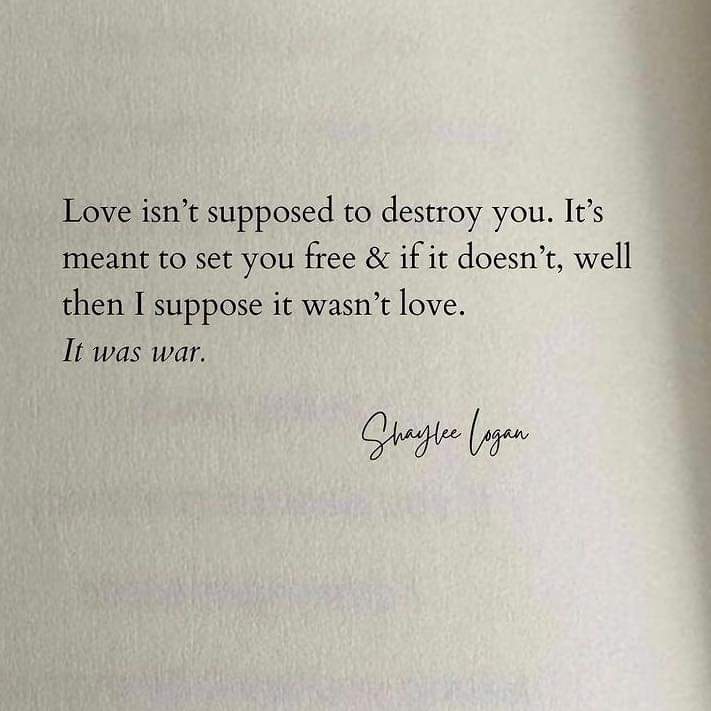 Love isn’t supposed to destroy you. It’s
meant to set you free & if it doesn’t, well
then I suppose it wasn’t love.
It was war.
Shaylee Logan